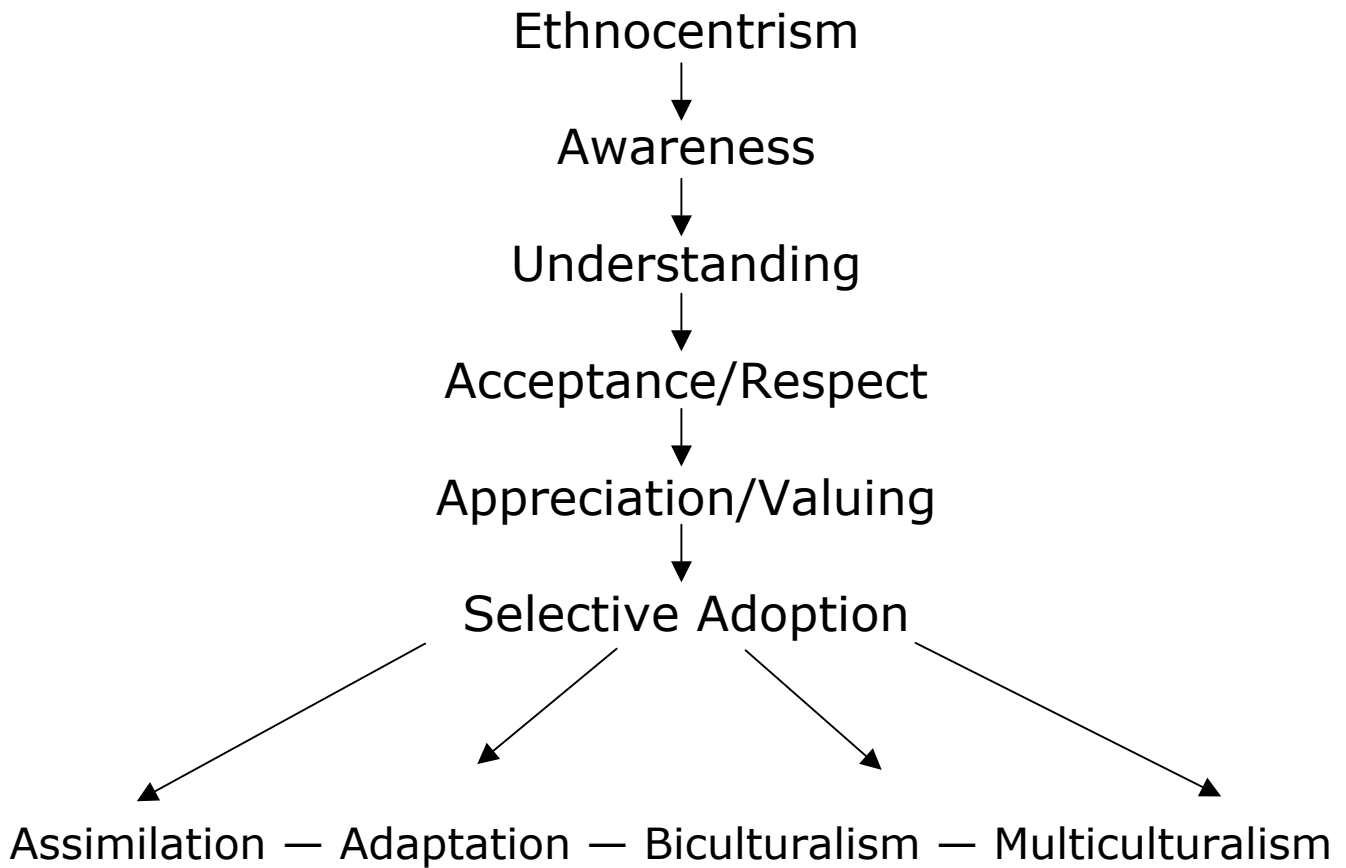 Ethnocentrism
Awareness
Understanding
Acceptance/Respect
Appreciation/Valuing
Selective Adoption
Assimilation — Adaptation — Biculturalism — Multiculturalism